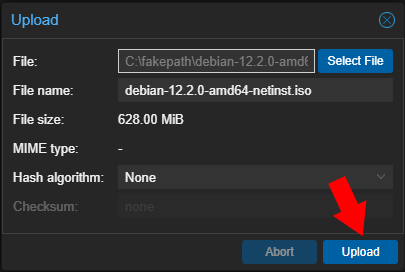 Upload
File: C:\fakepath\debian-12.2.0-amd6 Select File
File name: debian-12.2.0-amd64-netinst.iso
File size: 628.00 MiB
MIME type: -
Hash algorithm: None
Checksum: none
Abort Upload